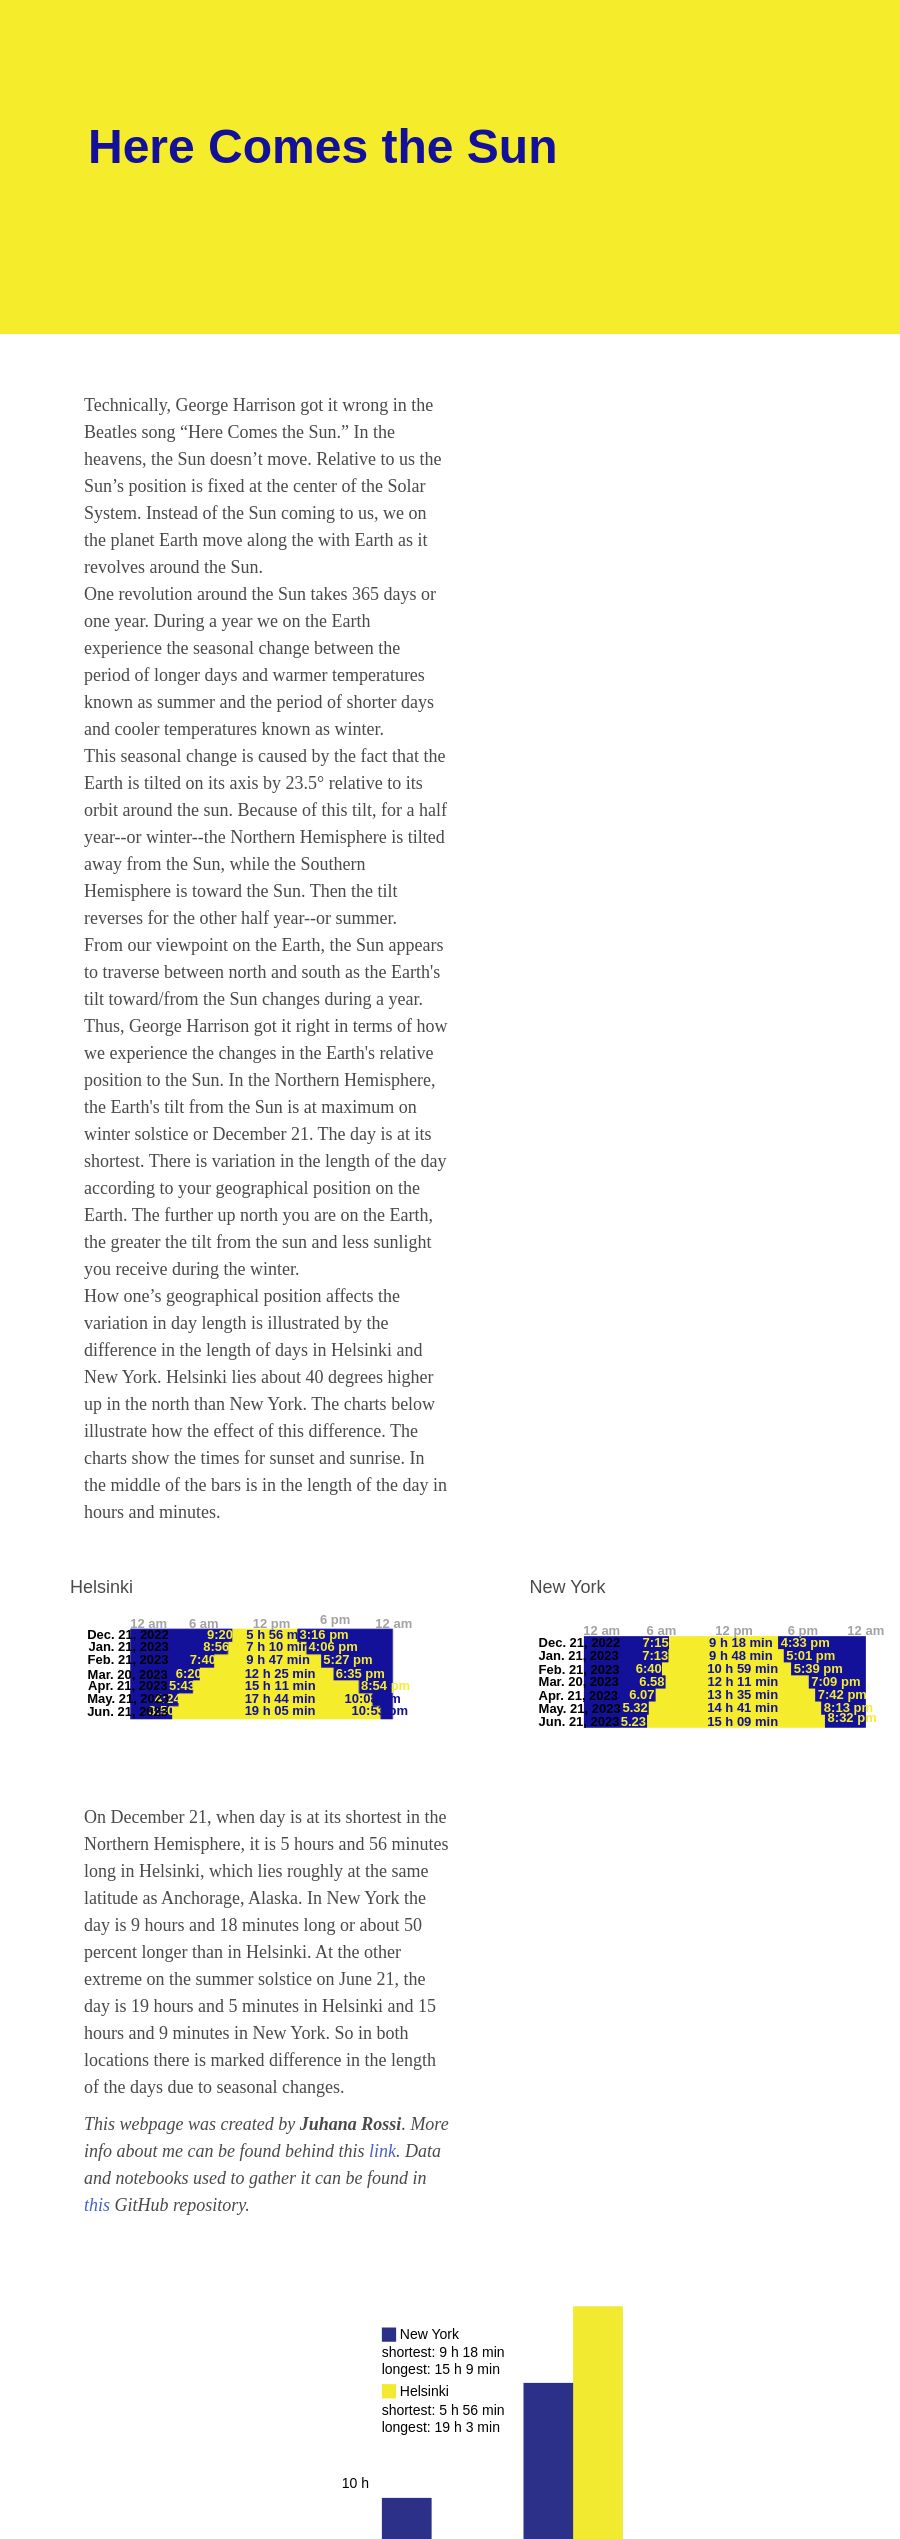 Here Comes the Sun
Technically, George Harrison got it wrong in the
Beatles song “Here Comes the Sun.” In the
heavens, the Sun doesn’t move. Relative to us the
Sun’s position is fixed at the center of the Solar
System. Instead of the Sun coming to us, we on
the planet Earth move along the with Earth as it
revolves around the Sun.
One revolution around the Sun takes 365 days or
one year. During a year we on the Earth
experience the seasonal change between the
period of longer days and warmer temperatures
known as summer and the period of shorter days
and cooler temperatures known as winter.
This seasonal change is caused by the fact that the
Earth is tilted on its axis by 23.5° relative to its
orbit around the sun. Because of this tilt, for a half
year--or winter--the Northern Hemisphere is tilted
away from the Sun, while the Southern
Hemisphere is toward the Sun. Then the tilt
reverses for the other half year--or summer.
From our viewpoint on the Earth, the Sun appears
to traverse between north and south as the Earth's
tilt toward/from the Sun changes during a year.
Thus, George Harrison got it right in terms of how
we experience the changes in the Earth's relative
position to the Sun. In the Northern Hemisphere,
the Earth's tilt from the Sun is at maximum on
winter solstice or December 21. The day is at its
shortest. There is variation in the length of the day
according to your geographical position on the
Earth. The further up north you are on the Earth,
the greater the tilt from the sun and less sunlight
you receive during the winter.
How one’s geographical position affects the
variation in day length is illustrated by the
difference in the length of days in Helsinki and
New York. Helsinki lies about 40 degrees higher
up in the north than New York. The charts below
illustrate how the effect of this difference. The
charts show the times for sunset and sunrise. In
the middle of the bars is in the length of the day in
hours and minutes.
Helsinki
12 am 6 am 12 pm 6 pm 12 am
Dec. 21, 2022 9:20 5 h 56 m 3:16 pm
Jan. 21, 2023 8:56 7 h 10 min 4:06 pm
Feb. 21, 2023 7:40 9 h 47 min 5:27 pm
Mar. 20, 2023 6:20 12 h 25 min 6:35 pm
Apr. 21, 2023 5:43 15 h 11 min 8:54 pm
May. 21, 17 h 44 min
Jun. 21, 19 h 05 min
New York
12 am 6 am 12 pm 6 pm 12 am
Dec. 21, 2022 7:15 9 h 18 min 4:33 pm
Jan. 21, 2023 7:13 9 h 48 min 5:01 pm
Feb. 21, 2023 6:40 10 h 59 min 5:39 pm
Mar. 20, 2023 6.58 12 h 11 min 7:09 pm
Apr. 21, 2023 6.07 13 h 35 min 7:42 pm
May. 21, 2023 5.32 14 h 41 min 8:13 pm
Jun. 21, 2023 5.23 15 h 09 min 8:32 pm
On December 21, when day is at its shortest in the
Northern Hemisphere, it is 5 hours and 56 minutes
long in Helsinki, which lies roughly at the same
latitude as Anchorage, Alaska. In New York the
day is 9 hours and 18 minutes long or about 50
percent longer than in Helsinki. At the other
extreme on the summer solstice on June 21, the
day is 19 hours and 5 minutes in Helsinki and 15
hours and 9 minutes in New York. So in both
locations there is marked difference in the length
of the days due to seasonal changes.
This webpage was created by Juhana Rossi. More
info about me can be found behind this link. Data
and notebooks used to gather it can be found in
this GitHub repository.
New York
shortest: 9 h 18 min
longest: 15 h 9 min
Helsinki
shortest: 5 h 56 min
longest: 19 h 3 min
10 h